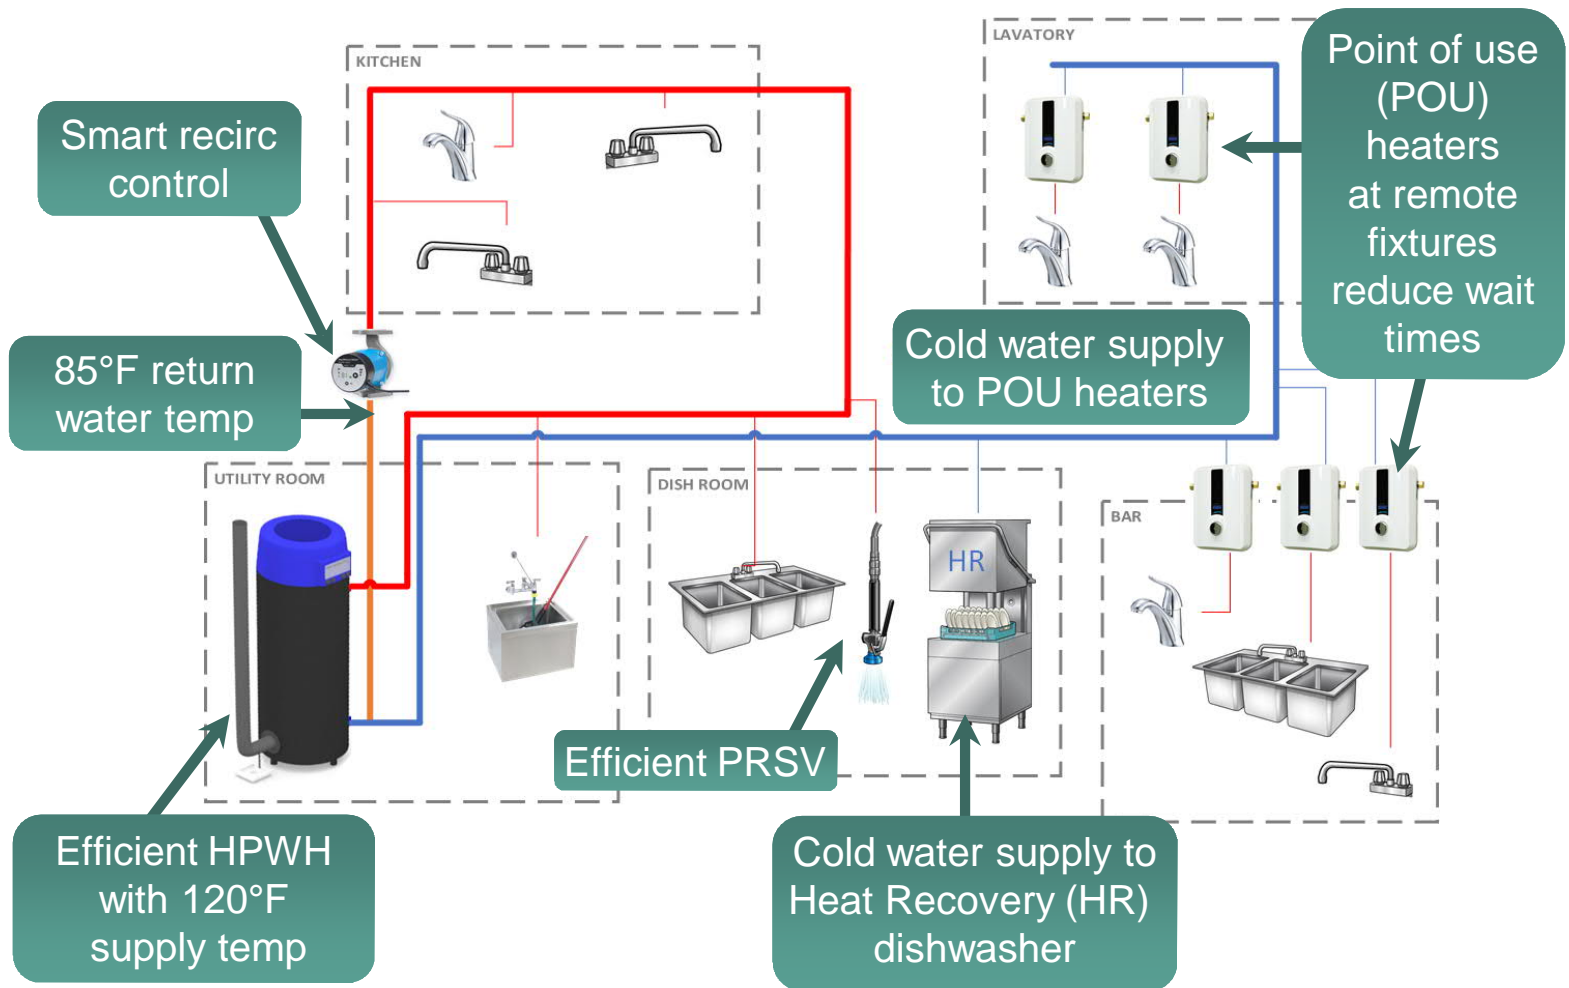 KITCHEN
LAVATORY
Point of use
(POU)
heaters
at remote
fixtures
reduce wait
times
Smart recirc
control
85°F return
water temp
Cold water supply
to POU heaters
UTILITY ROOM
DISH ROOM
BAR
HR
Efficient PRSV
Efficient HPWH
with 120°F
supply temp
Cold water supply to
Heat Recovery (HR)
dishwasher